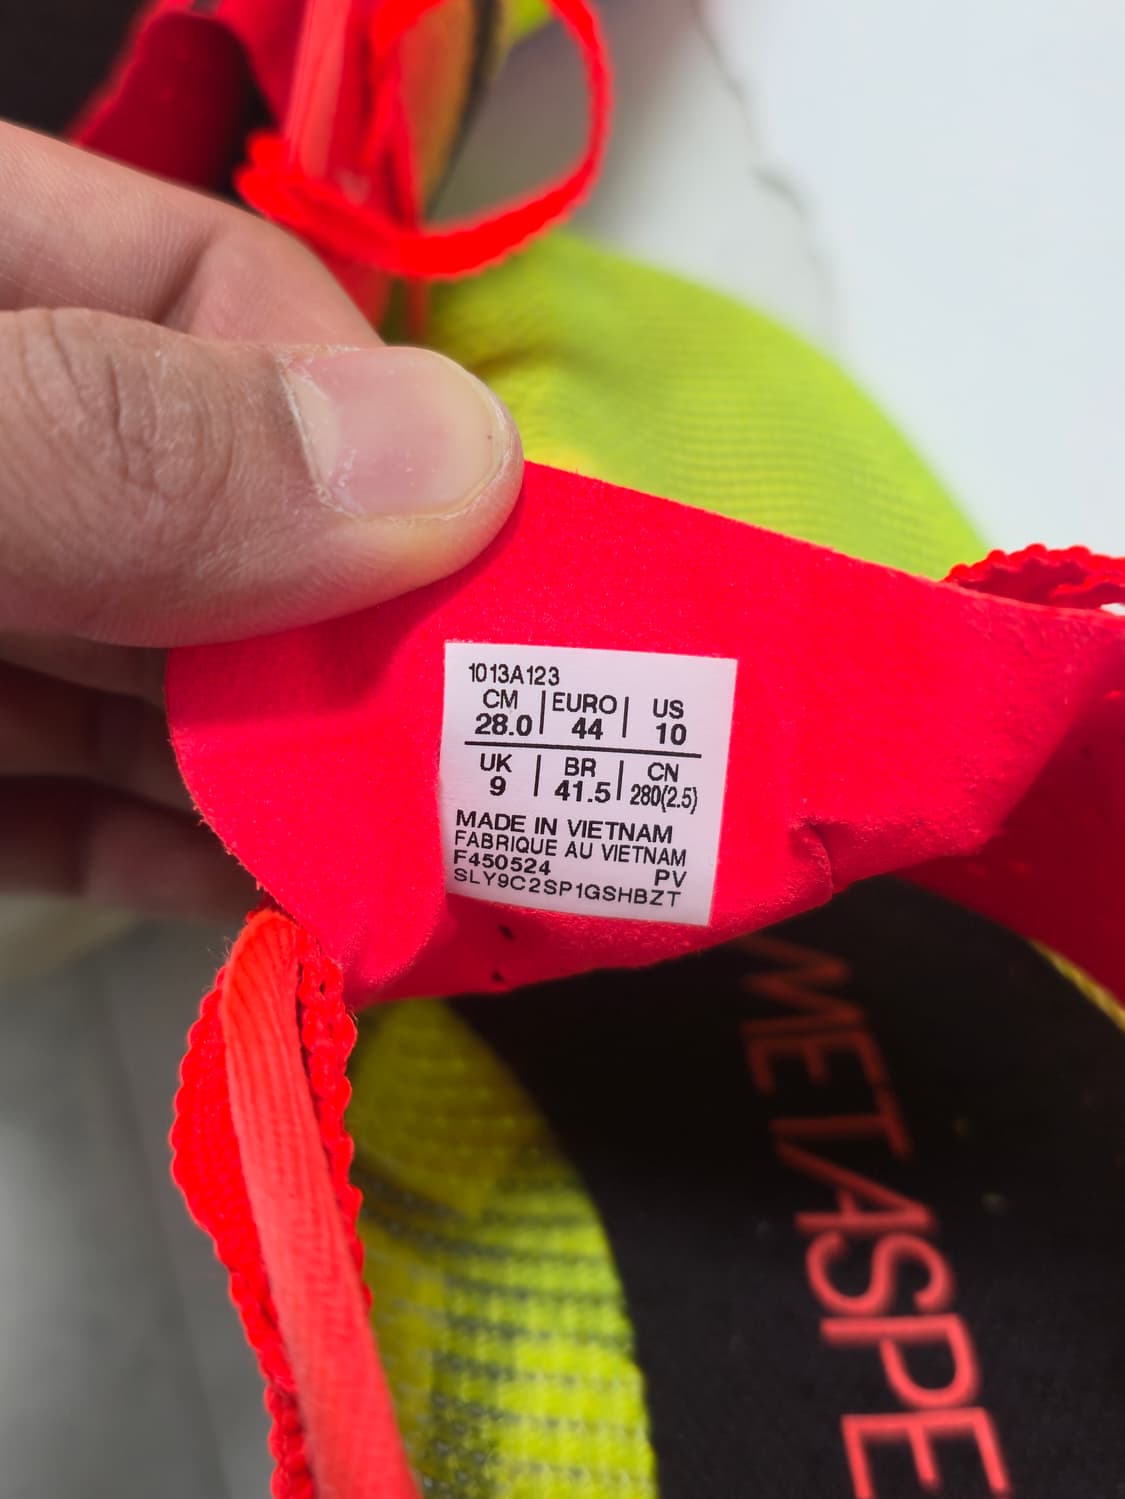 1013A123
CM | EURO | US
28.0 | 44 | 10
UK | BR | CN
9 | 41.5 | 280(2.5)
MADE IN VIETNAM
FABRIQUE AU VIETNAM
F450524 PV
SLY9C2SP1GSHBZT
METASPE